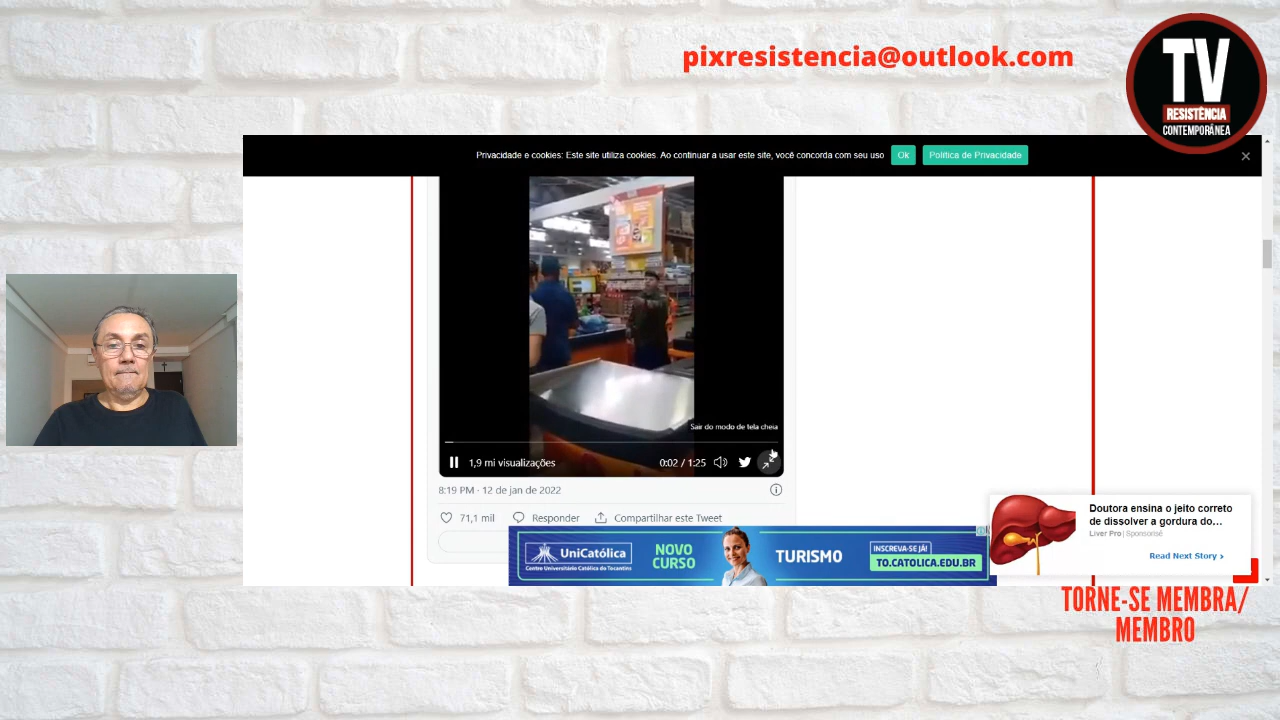 pixresistencia@outlook.com
TV
RESISTÊNCIA
CONTEMPORÂNEA
Privacidade e cookies: Este site utiliza cookies. Ao continuar a usar este site, você concorda com seu uso
Ok
Política de Privacidade
Sair do modo de tela cheia
1,9 mi visualizações
0:02 / 1:25
8:19 PM · 12 de jan de 2022
71,1 mil
Responder
Compartilhar este Tweet
UniCatólica
Centro Universitário Católica do Tocantins
NOVO
CURSO
TURISMO
INSCREVA-SE JÁ!
TO.CATOLICA.EDU.BR
Doutora ensina o jeito correto
de dissolver a gordura do...
Liver Pro | Sponsored
Read Next Story >
TORNE-SE MEMBRA/
MEMBRO